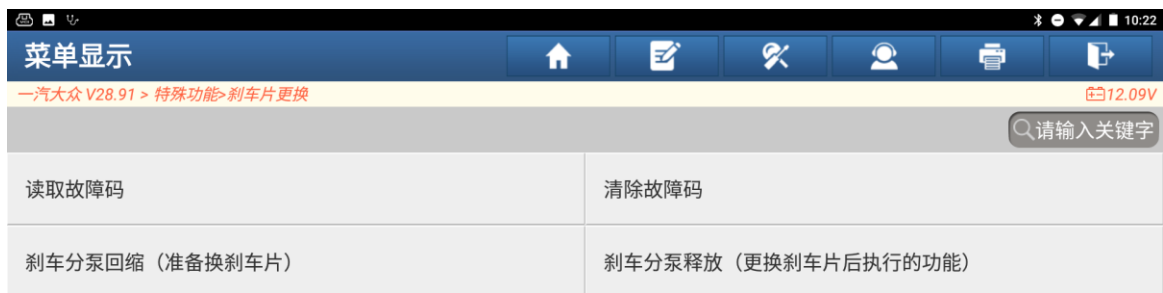 10:22
菜单显示
一汽大众 V28.91 > 特殊功能>刹车片更换
12.09V
请输入关键字
读取故障码
清除故障码
刹车分泵回缩（准备换刹车片）
刹车分泵释放（更换刹车片后执行的功能）